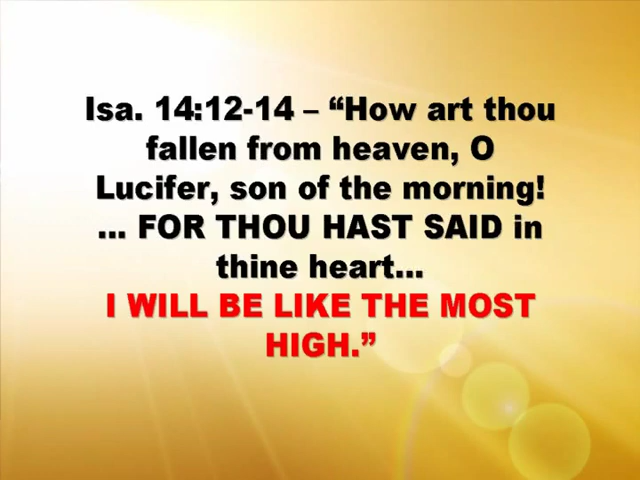 Isa. 14:12-14 – “How art thou
fallen from heaven, O
Lucifer, son of the morning!
... FOR THOU HAST SAID in
thine heart...
I WILL BE LIKE THE MOST
HIGH.”